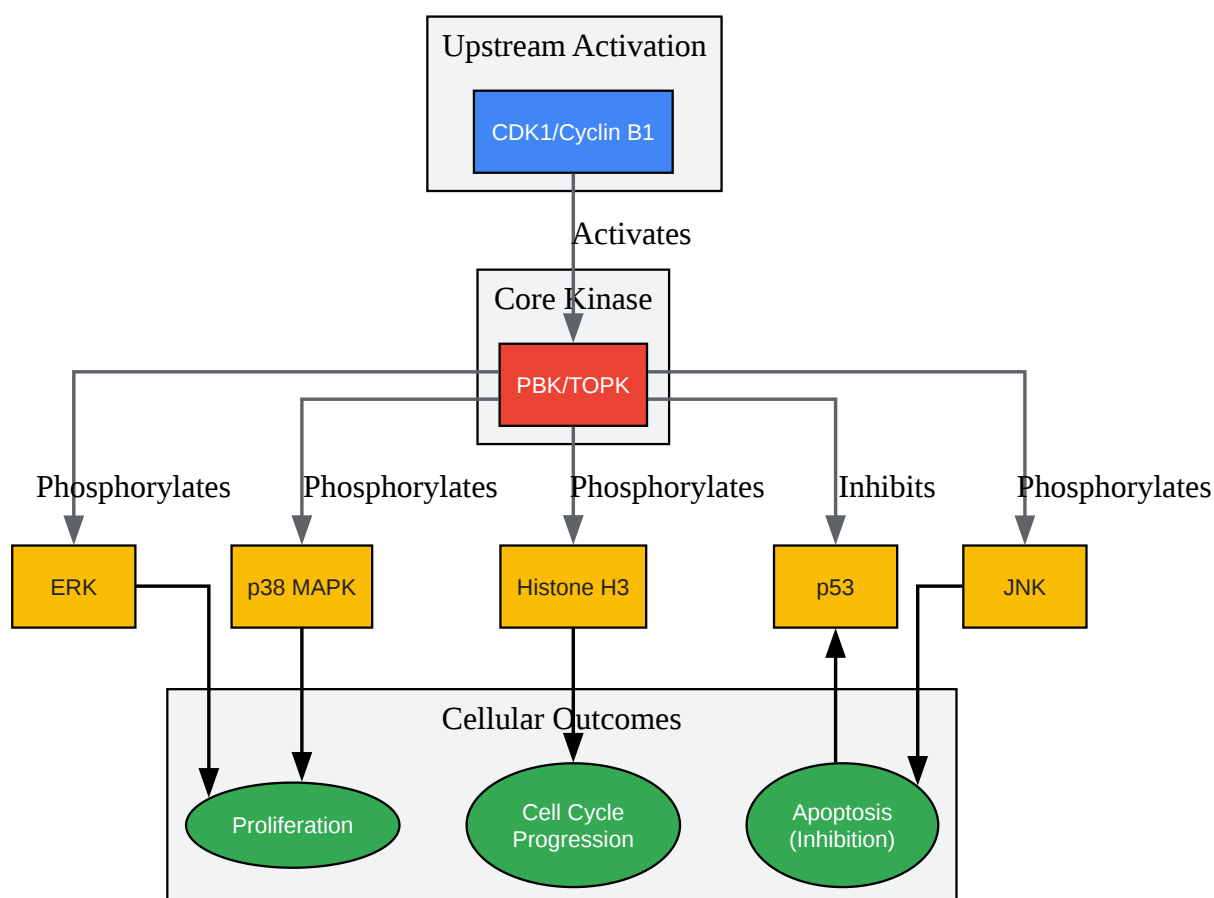 Upstream Activation
CDK1/Cyclin B1
Activates
Core Kinase
PBK/TOPK
Phosphorylates
Phosphorylates
Phosphorylates
Inhibits
Phosphorylates
ERK
p38 MAPK
Histone H3
p53
JNK
Cellular Outcomes
Proliferation
Cell Cycle
Progression
Apoptosis
(Inhibition)